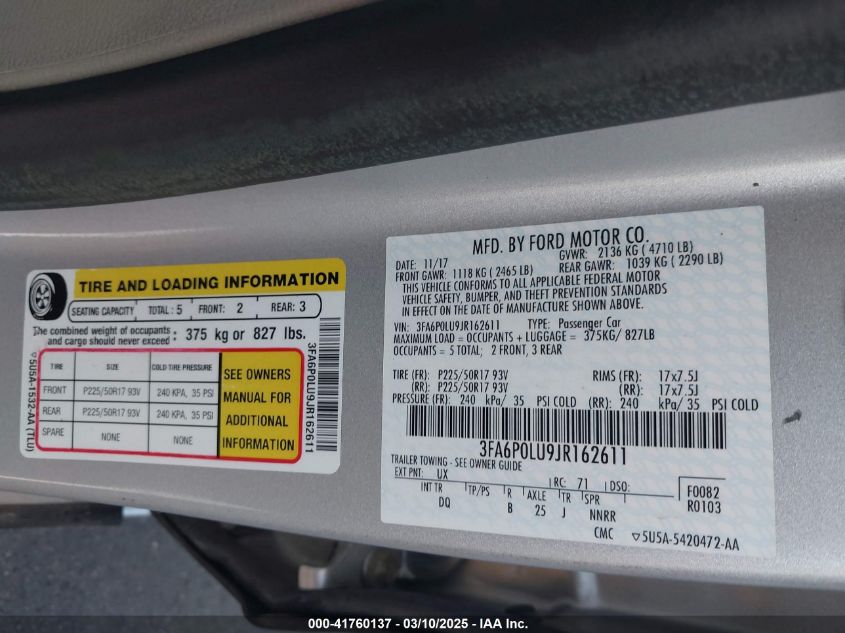 TIRE AND LOADING INFORMATION
SEATING CAPACITY TOTAL : 5 FRONT: 2 REAR: 3
The combined weight of occupants and cargo should never exceed : 375 kg or 827 lbs.
TIRE SIZE COLD TIRE PRESSURE
FRONT P225/50R17 93V 240 KPA, 35 PSI
REAR P225/50R17 93V 240 KPA, 35 PSI
SPARE NONE NONE
SEE OWNERS
MANUAL FOR
ADDITIONAL
INFORMATION
5U5A-1532-AA (TLU)
3FA6P0LU9JR162611
MFD. BY FORD MOTOR CO.
DATE: 11/17 GVWR: 2136 KG ( 4710 LB)
FRONT GAWR: 1118 KG ( 2465 LB) REAR GAWR: 1039 KG ( 2290 LB)
THIS VEHICLE CONFORMS TO ALL APPLICABLE FEDERAL MOTOR
VEHICLE SAFETY, BUMPER, AND THEFT PREVENTION STANDARDS
IN EFFECT ON THE DATE OF MANUFACTURE SHOWN ABOVE.
VIN: 3FA6P0LU9JR162611 TYPE: Passenger Car
MAXIMUM LOAD = OCCUPANTS + LUGGAGE = 375KG/ 827LB
OCCUPANTS = 5 TOTAL; 2 FRONT, 3 REAR
TIRE (FR): P225/50R17 93V RIMS (FR): 17x7.5J
(RR): P225/50R17 93V (RR): 17x7.5J
PRESSURE (FR): 240 kPa/ 35 PSI COLD (RR): 240 kPa/ 35 PSI COLD
3FA6P0LU9JR162611
TRAILER TOWING - SEE OWNER GUIDE
EXT PNT: UX RC: 71 DSO:
INT TR TP/PS R AXLE TR SPR
DQ B 25 J NNRR
F0082
R0103
CMC 5U5A-5420472-AA
000-41760137 - 03/10/2025 - IAA Inc.